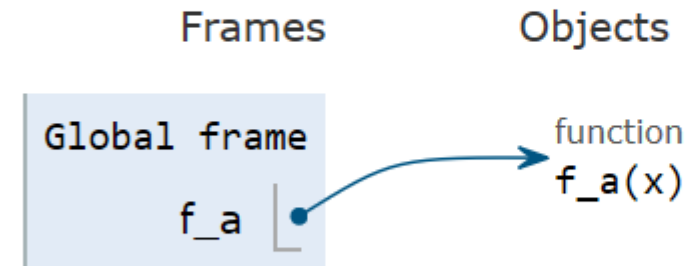 Frames Objects
Global frame
function
f_a(x)
f_a